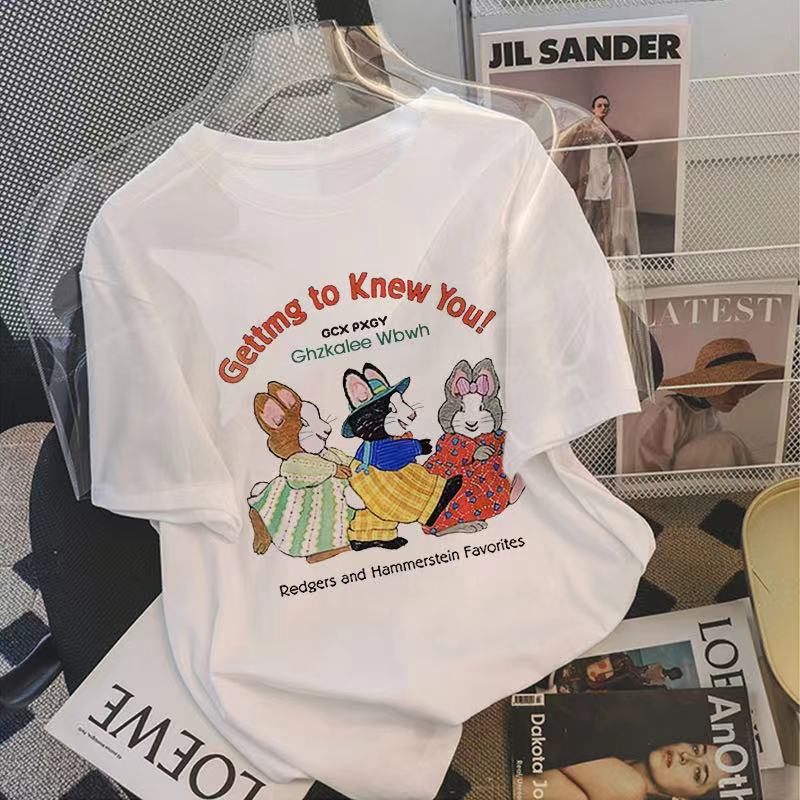 JIL SANDER
LATEST
Gettmg to Knew You!
GCX PXGY
Ghzkalee Wbwh
Redgers and Hammerstein Favorites
LOEWE
LOE
AnOth
Dakota Jo